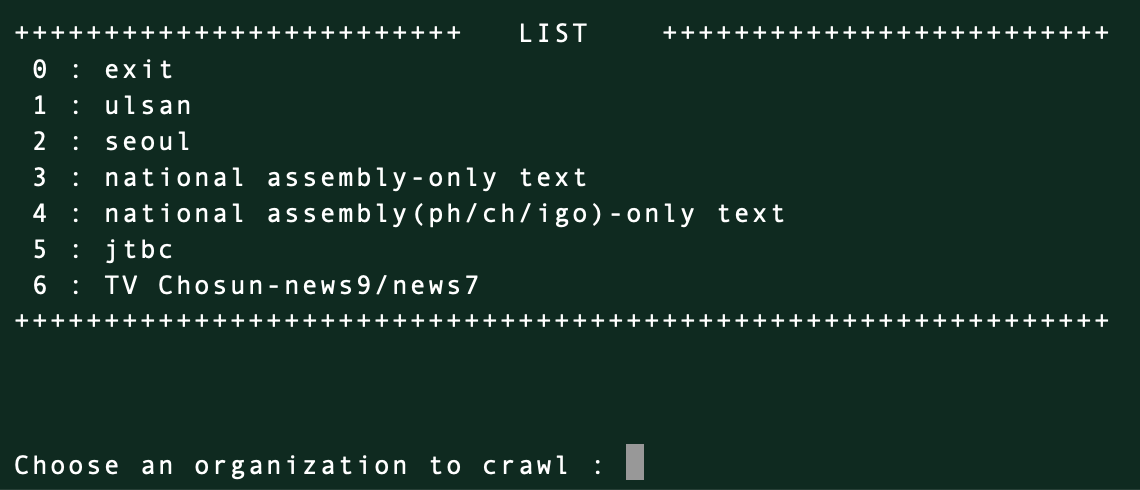 +++++++++++++++++++++++++   LIST    +++++++++++++++++++++++++
 0 : exit
 1 : ulsan
 2 : seoul
 3 : national assembly-only text
 4 : national assembly(ph/ch/igo)-only text
 5 : jtbc
 6 : TV Chosun-news9/news7
+++++++++++++++++++++++++++++++++++++++++++++++++++++++++++++
Choose an organization to crawl :